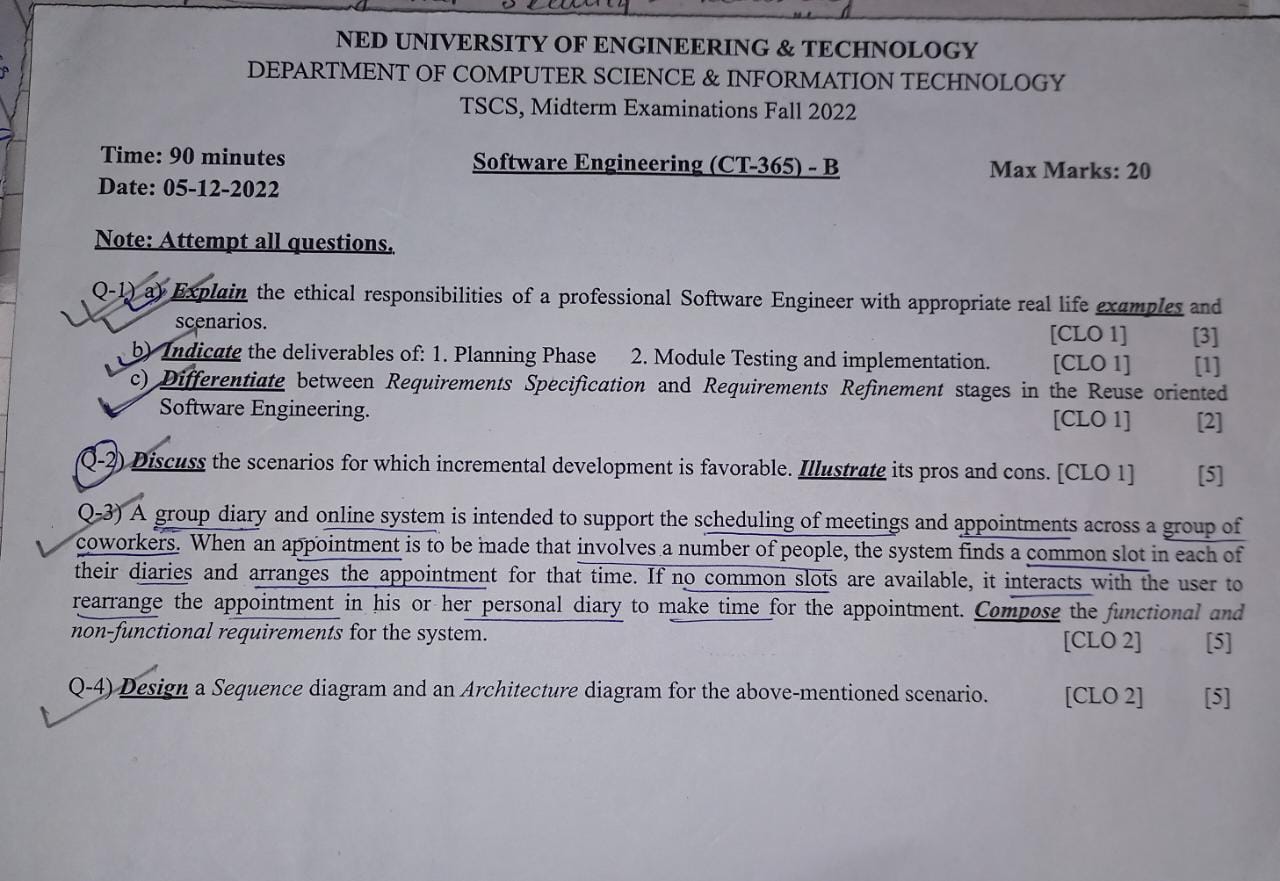 NED UNIVERSITY OF ENGINEERING & TECHNOLOGY
DEPARTMENT OF COMPUTER SCIENCE & INFORMATION TECHNOLOGY
TSCS, Midterm Examinations Fall 2022
Time: 90 minutes Software Engineering (CT-365) - B Max Marks: 20
Date: 05-12-2022
Note: Attempt all questions.
Q-1) a) Explain the ethical responsibilities of a professional Software Engineer with appropriate real life examples and
scenarios. [CLO 1] [3]
b) Indicate the deliverables of: 1. Planning Phase 2. Module Testing and implementation. [CLO 1] [1]
c) Differentiate between Requirements Specification and Requirements Refinement stages in the Reuse oriented
Software Engineering. [CLO 1] [2]
Q-2) Discuss the scenarios for which incremental development is favorable. Illustrate its pros and cons. [CLO 1] [5]
Q-3) A group diary and online system is intended to support the scheduling of meetings and appointments across a group of
coworkers. When an appointment is to be made that involves a number of people, the system finds a common slot in each of
their diaries and arranges the appointment for that time. If no common slots are available, it interacts with the user to
rearrange the appointment in his or her personal diary to make time for the appointment. Compose the functional and
non-functional requirements for the system. [CLO 2] [5]
Q-4) Design a Sequence diagram and an Architecture diagram for the above-mentioned scenario. [CLO 2] [5]